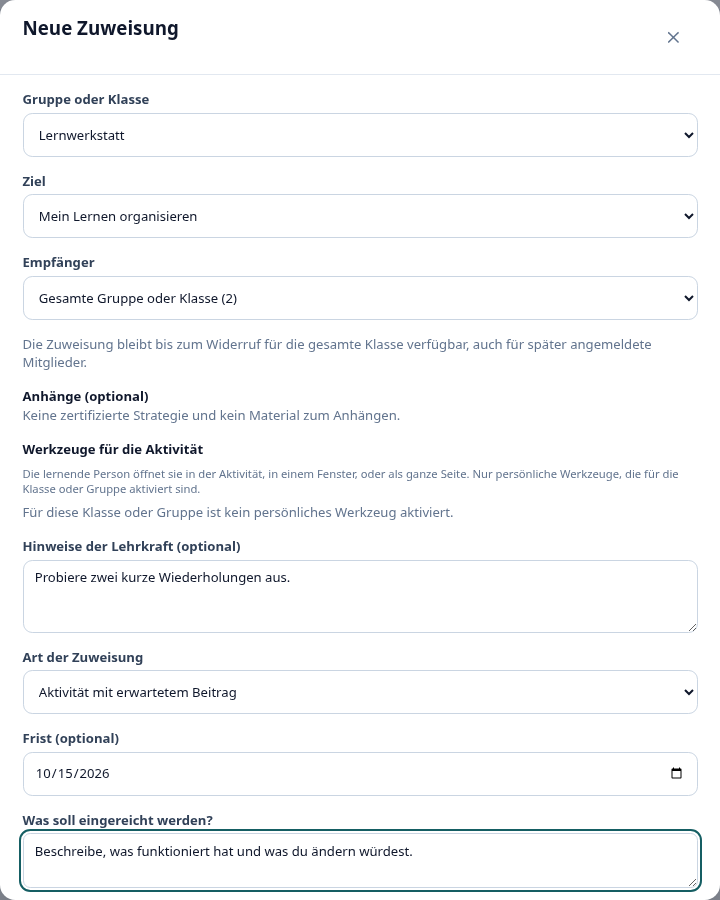 Neue Zuweisung
Gruppe oder Klasse
Lernwerkstatt
Ziel
Mein Lernen organisieren
Empfänger
Gesamte Gruppe oder Klasse (2)
Die Zuweisung bleibt bis zum Widerruf für die gesamte Klasse verfügbar, auch für später angemeldete
Mitglieder.
Anhänge (optional)
Keine zertifizierte Strategie und kein Material zum Anhängen.
Werkzeuge für die Aktivität
Die lernende Person öffnet sie in der Aktivität, in einem Fenster, oder als ganze Seite. Nur persönliche Werkzeuge, die für die
Klasse oder Gruppe aktiviert sind.
Für diese Klasse oder Gruppe ist kein persönliches Werkzeug aktiviert.
Hinweise der Lehrkraft (optional)
Probiere zwei kurze Wiederholungen aus.
Art der Zuweisung
Aktivität mit erwartetem Beitrag
Frist (optional)
10/15/2026
Was soll eingereicht werden?
Beschreibe, was funktioniert hat und was du ändern würdest.